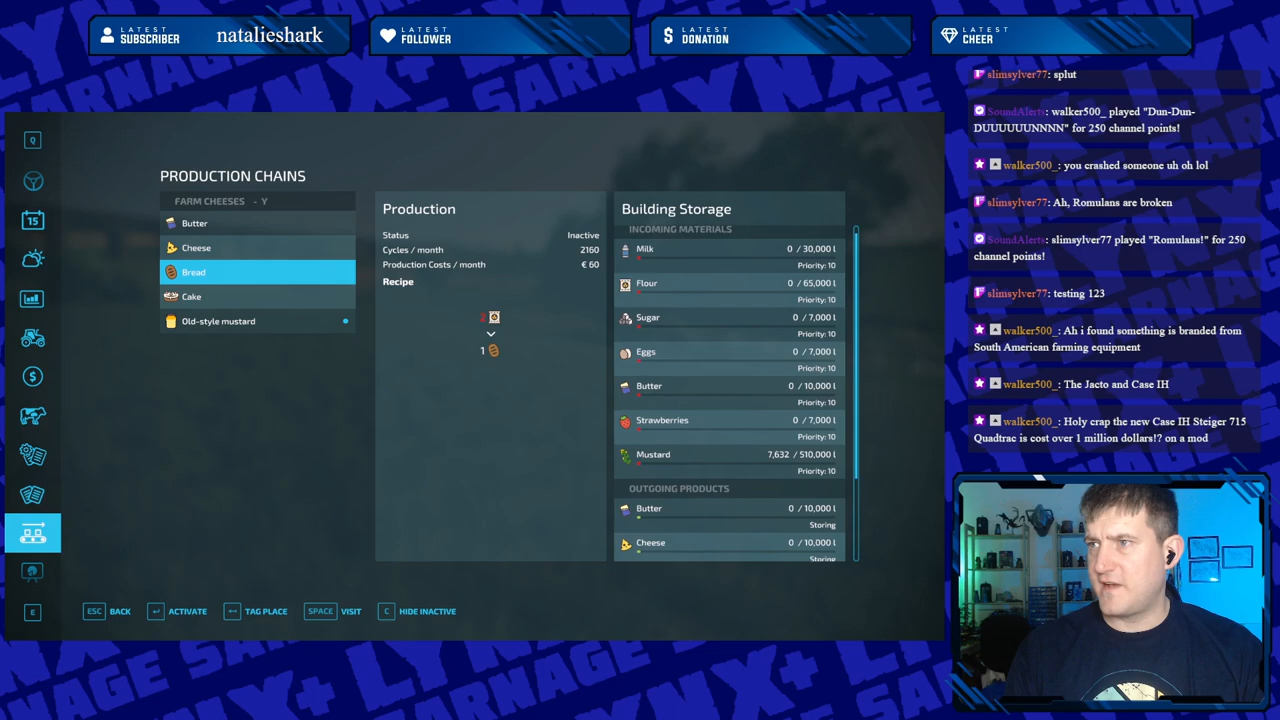 LATEST
SUBSCRIBER
natalieshark
LATEST
FOLLOWER
LATEST
DONATION
LATEST
CHEER
Q
15
E
PRODUCTION CHAINS
FARM CHEESES - Y
Butter
Cheese
Bread
Cake
Old-style mustard
Production
Status Inactive
Cycles / month 2160
Production Costs / month € 60
Recipe
2
1
Building Storage
INCOMING MATERIALS
Milk 0 / 30,000 l
Priority: 10
Flour 0 / 65,000 l
Priority: 10
Sugar 0 / 7,000 l
Priority: 10
Eggs 0 / 7,000 l
Priority: 10
Butter 0 / 10,000 l
Priority: 10
Strawberries 0 / 7,000 l
Priority: 10
Mustard 7,632 / 510,000 l
Priority: 10
OUTGOING PRODUCTS
Butter 0 / 10,000 l
Storing
Cheese 0 / 10,000 l
Storing
ESC BACK
ACTIVATE
TAG PLACE
SPACE VISIT
C HIDE INACTIVE
slimsylver77: splut
SoundAlerts: walker500_ played "Dun-Dun-
DUUUUUUNNNN" for 250 channel points!
walker500_: you crashed someone uh oh lol
slimsylver77: Ah, Romulans are broken
SoundAlerts: slimsylver77 played "Romulans!" for 250
channel points!
slimsylver77: testing 123
walker500_: Ah i found something is branded from
South American farming equipment
walker500_: The Jacto and Case IH
walker500_: Holy crap the new Case IH Steiger 715
Quadtrac is cost over 1 million dollars!? on a mod